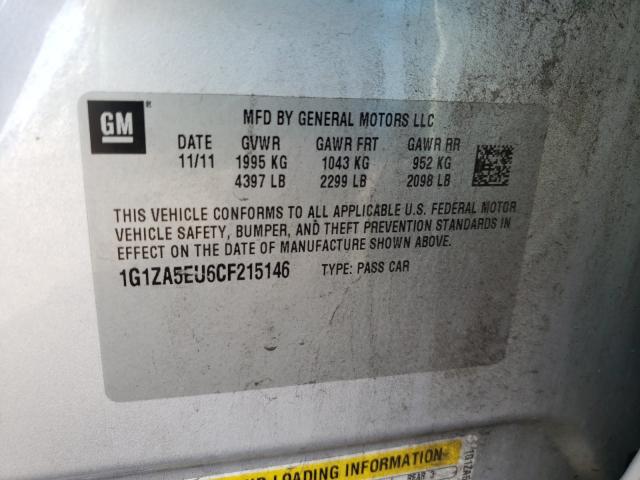 GM
MFD BY GENERAL MOTORS LLC
DATE GVWR GAWR FRT GAWR RR
11/11 1995 KG 1043 KG 952 KG
4397 LB 2299 LB 2098 LB
THIS VEHICLE CONFORMS TO ALL APPLICABLE U.S. FEDERAL MOTOR
VEHICLE SAFETY, BUMPER, AND THEFT PREVENTION STANDARDS IN
EFFECT ON THE DATE OF MANUFACTURE SHOWN ABOVE.
1G1ZA5EU6CF215146 TYPE: PASS CAR
LOADING INFORMATION
REAR